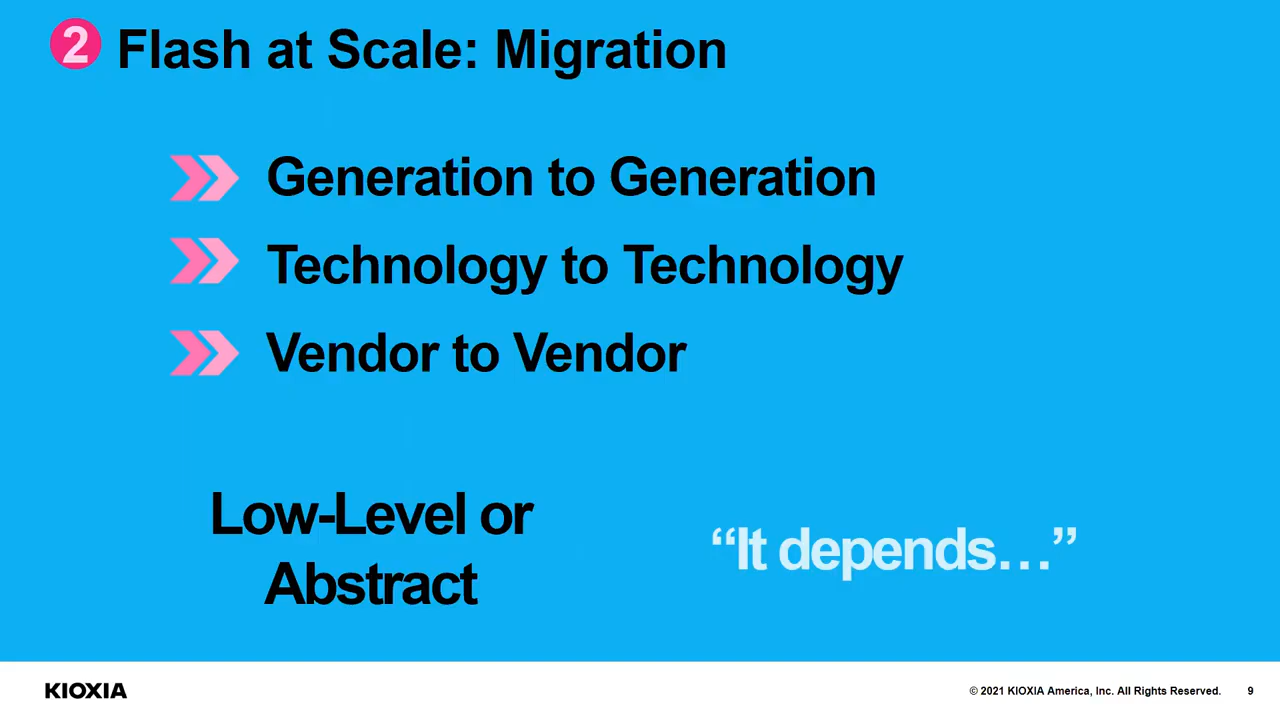 2 Flash at Scale: Migration
Generation to Generation
Technology to Technology
Vendor to Vendor
Low-Level or
Abstract
“It depends…”
KIOXIA
© 2021 KIOXIA America, Inc. All Rights Reserved. 9